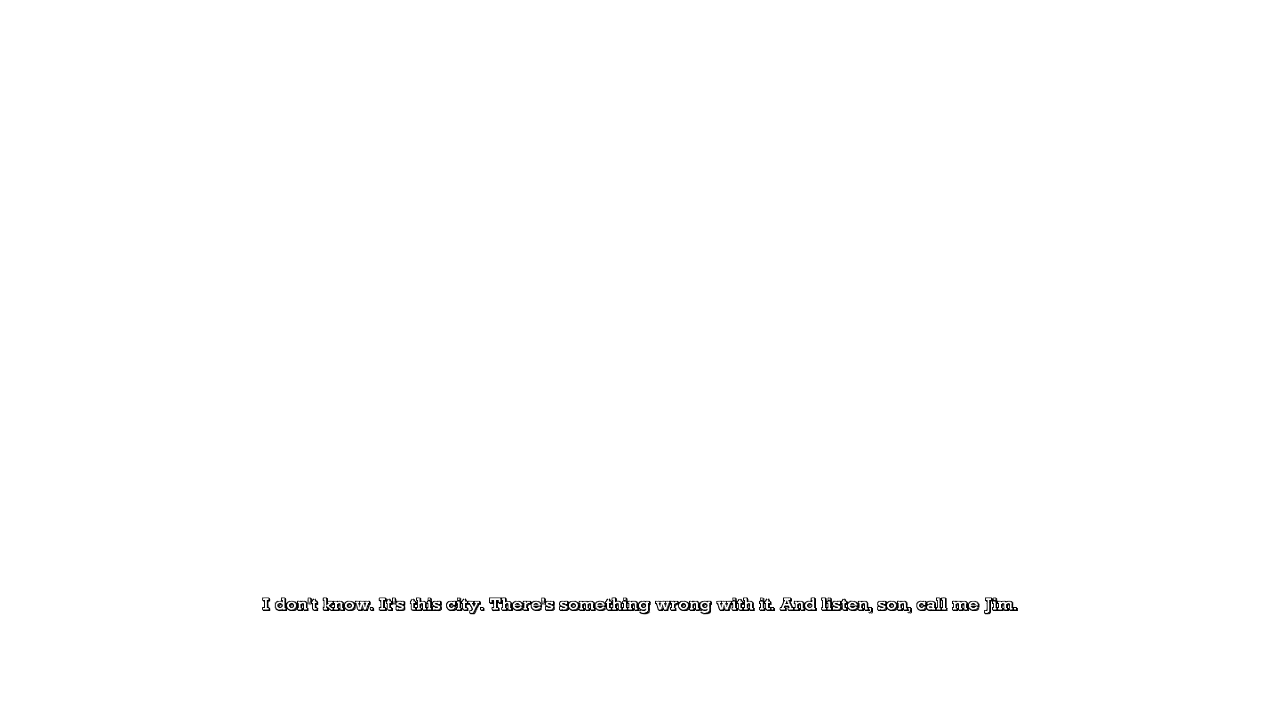 I don't know. It's this city. There's something wrong with it. And listen, son, call me Jim.